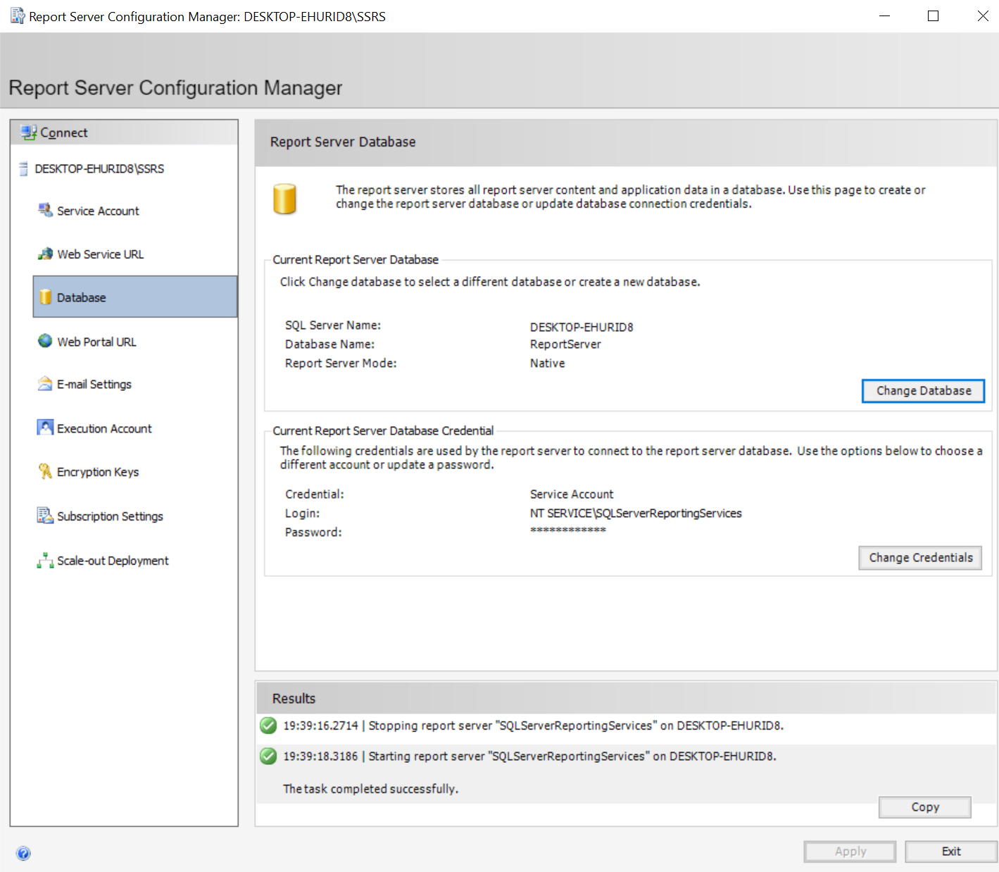 Report Server Configuration Manager: DESKTOP-EHURID8\SSRS
Report Server Configuration Manager
Connect
DESKTOP-EHURID8\SSRS
Service Account
Web Service URL
Database
Web Portal URL
E-mail Settings
Execution Account
Encryption Keys
Subscription Settings
Scale-out Deployment
Report Server Database
The report server stores all report server content and application data in a database. Use this page to create or
change the report server database or update database connection credentials.
Current Report Server Database
Click Change database to select a different database or create a new database.
SQL Server Name: DESKTOP-EHURID8
Database Name: ReportServer
Report Server Mode: Native
Change Database
Current Report Server Database Credential
The following credentials are used by the report server to connect to the report server database. Use the options below to choose a
different account or update a password.
Credential: Service Account
Login: NT SERVICE\SQLServerReportingServices
Password: ************
Change Credentials
Results
19:39:16.2714 | Stopping report server "SQLServerReportingServices" on DESKTOP-EHURID8.
19:39:18.3186 | Starting report server "SQLServerReportingServices" on DESKTOP-EHURID8.
The task completed successfully.
Copy
Apply
Exit